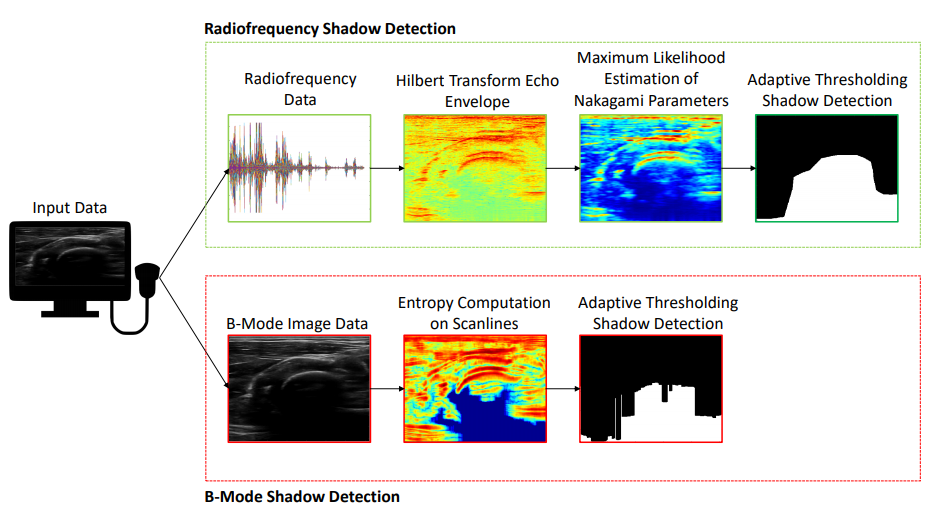 Radiofrequency Shadow Detection
Radiofrequency
Data
Hilbert Transform Echo
Envelope
Maximum Likelihood
Estimation of
Nakagami Parameters
Adaptive Thresholding
Shadow Detection
Input Data
B-Mode Image Data
Entropy Computation
on Scanlines
Adaptive Thresholding
Shadow Detection
B-Mode Shadow Detection